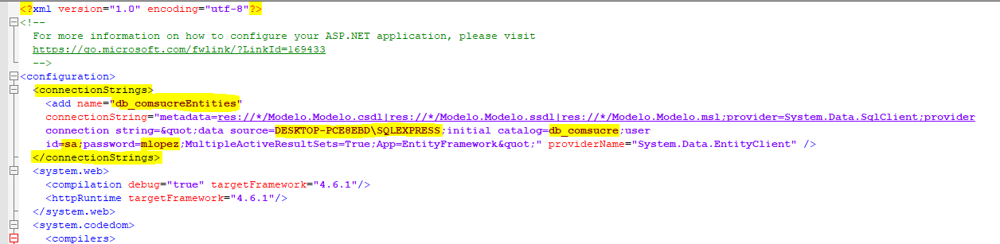 <?xml version="1.0" encoding="utf-8"?>
<!--
For more information on how to configure your ASP.NET application, please visit
https://go.microsoft.com/fwlink/?LinkId=169433
-->
<configuration>
<connectionStrings>
<add name="db_comsucreEntities"
connectionString="metadata=res://*/Modelo.Modelo.csdl|res://*/Modelo.Modelo.ssdl|res://*/Modelo.Modelo.msl;provider=System.Data.SqlClient;provider
connection string=&quot;data source=DESKTOP-PCE8EBD\SQLEXPRESS;initial catalog=db_comsucre;user
id=sa;password=mlopez;MultipleActiveResultSets=True;App=EntityFramework&quot;" providerName="System.Data.EntityClient" />
</connectionStrings>
<system.web>
<compilation debug="true" targetFramework="4.6.1"/>
<httpRuntime targetFramework="4.6.1"/>
</system.web>
<system.codedom>
<compilers>